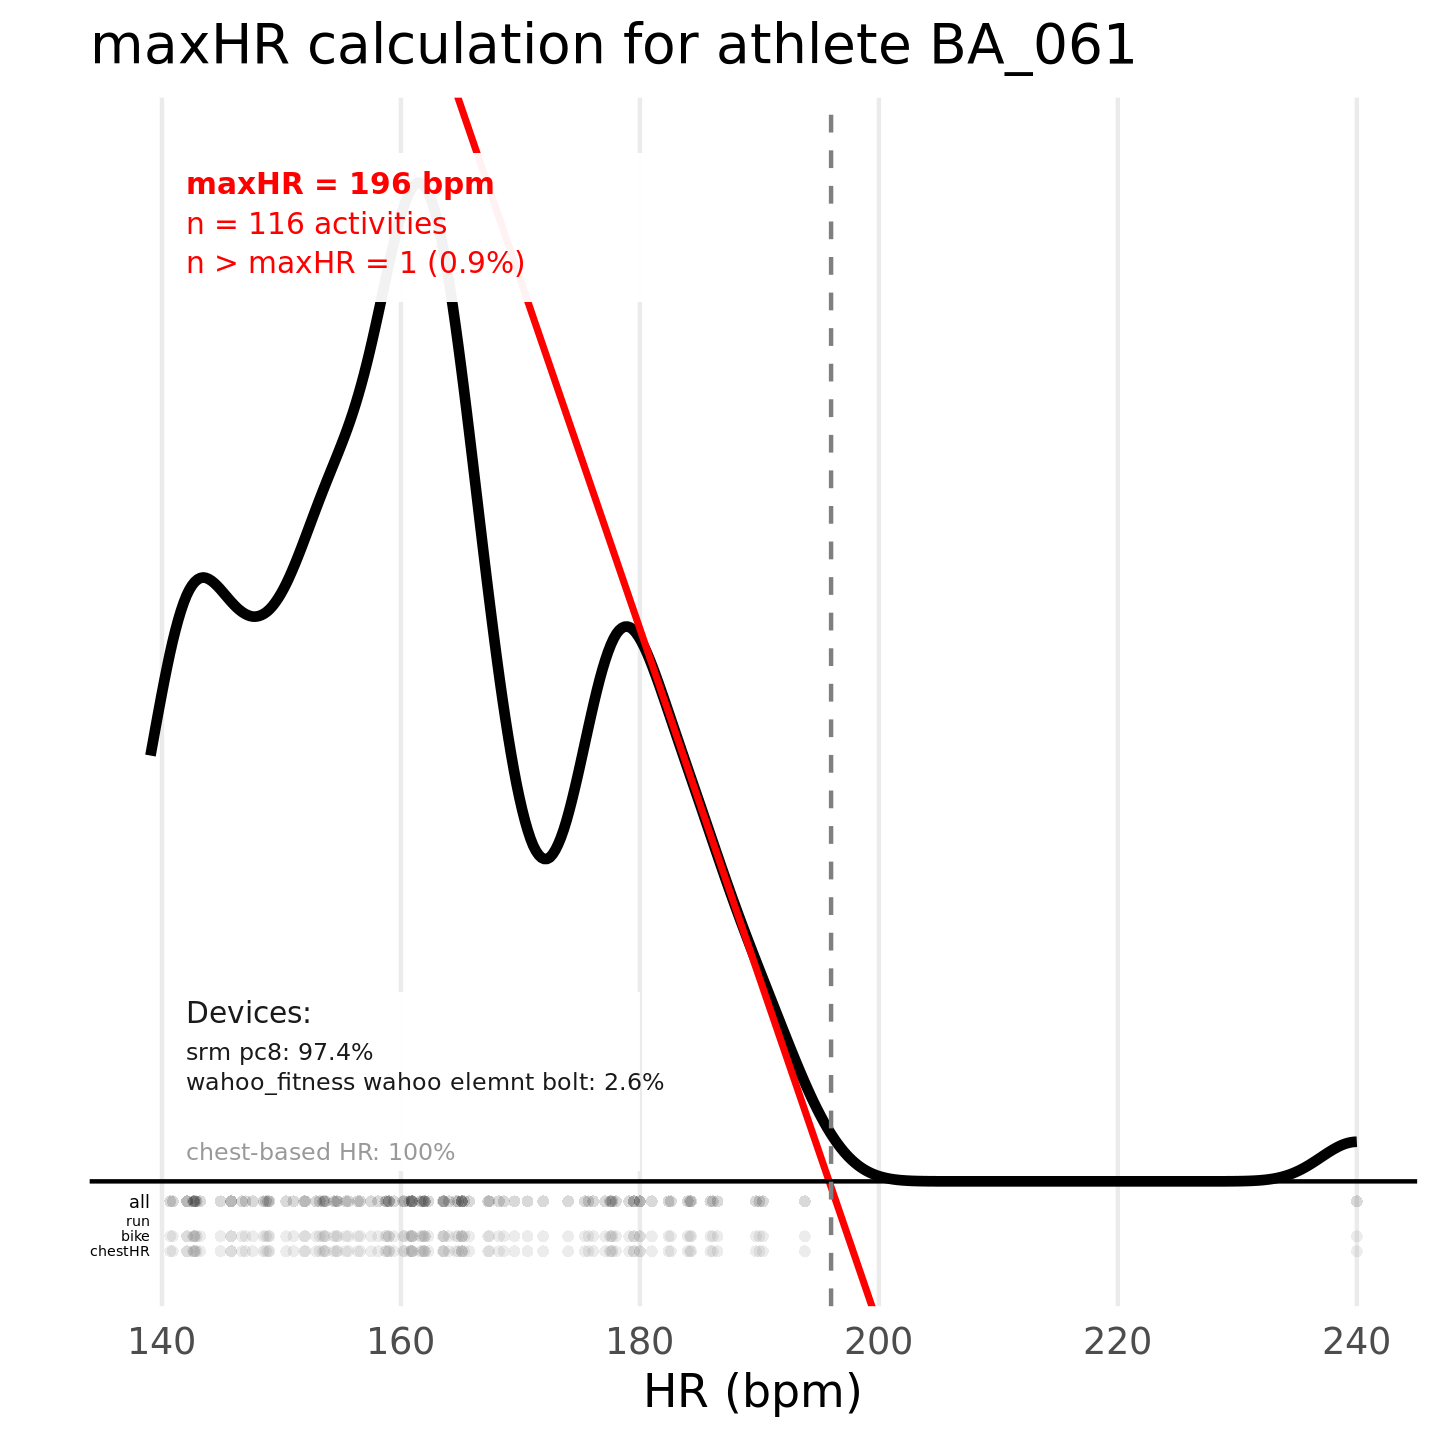 maxHR calculation for athlete BA_061
maxHR = 196 bpm
n = 116 activities
n > maxHR = 1 (0.9%)
Devices:
srm pc8: 97.4%
wahoo_fitness wahoo elemnt bolt: 2.6%
chest-based HR: 100%
all
run
bike
chestHR
140 160 180 200 220 240
HR (bpm)